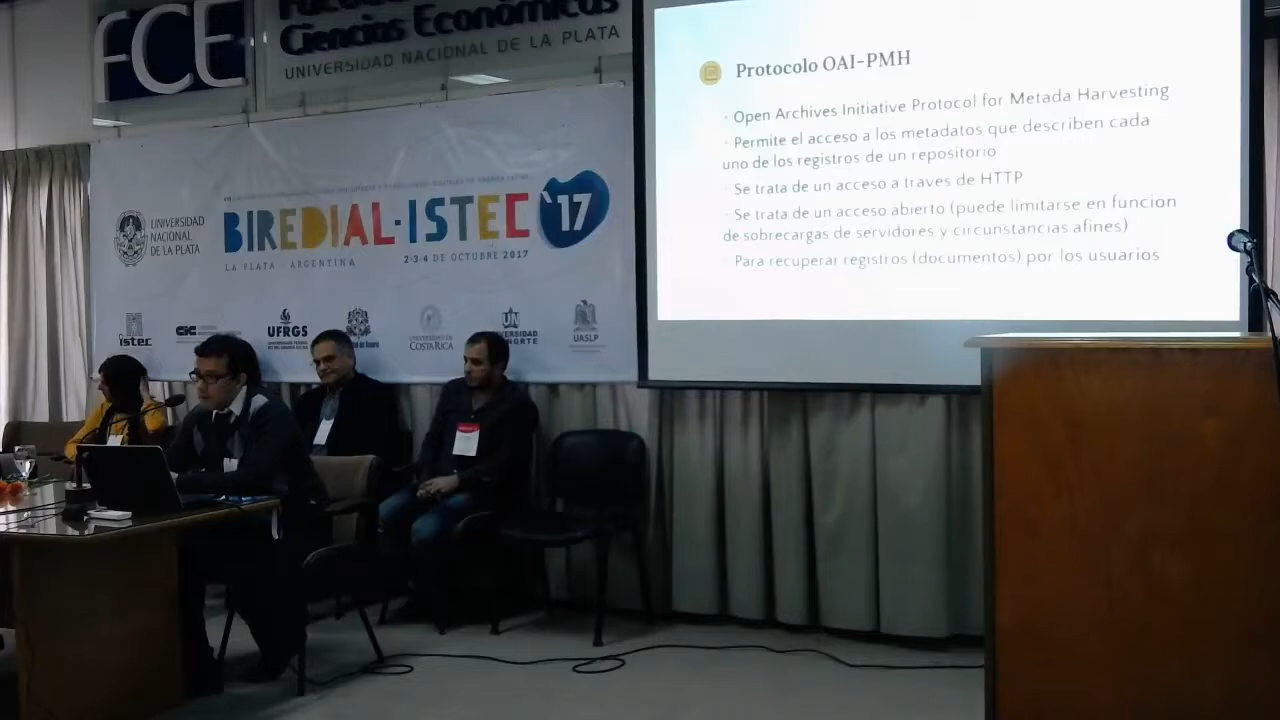 FCE
Ciencias Económicas
UNIVERSIDAD NACIONAL DE LA PLATA
UNIVERSIDAD
NACIONAL
DE LA PLATA
BIREDIAL-ISTEC '17
LA PLATA - ARGENTINA
2·3·4 DE OCTUBRE 2017
istec
CIC
UFRGS
UNIVERSIDAD DE
COSTA RICA
UN
UASLP
Protocolo OAI-PMH
· Open Archives Initiative Protocol for Metada Harvesting
· Permite el acceso a los metadatos que describen cada
uno de los registros de un repositorio
· Se trata de un acceso a traves de HTTP
· Se trata de un acceso abierto (puede limitarse en funcion
de sobrecargas de servidores y circunstancias afines)
Para recuperar registros (documentos) por los usuarios